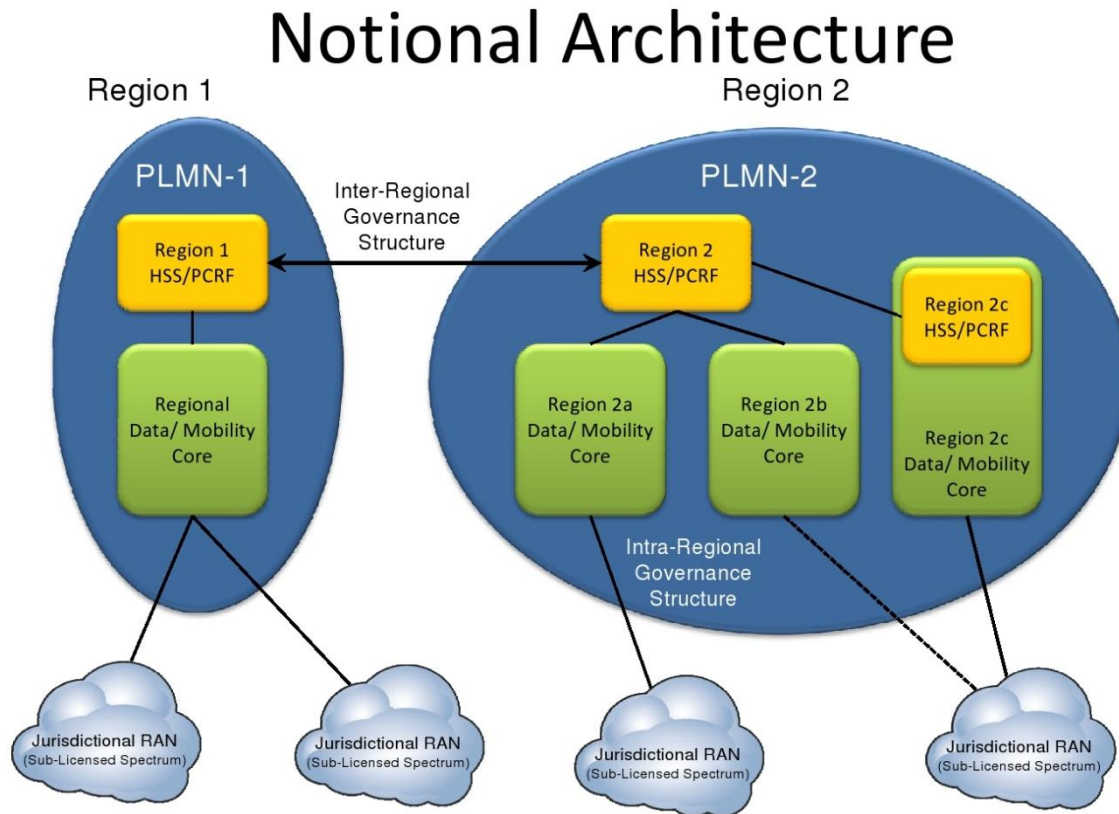 Notional Architecture
Region 1
Region 2
PLMN-1
PLMN-2
Inter-Regional
Governance
Structure
Region 1
HSS/PCRF
Region 2
HSS/PCRF
Region 2c
HSS/PCRF
Regional
Data/ Mobility
Core
Region 2a
Data/ Mobility
Core
Region 2b
Data/ Mobility
Core
Region 2c
Data/ Mobility
Core
Intra-Regional
Governance
Structure
Jurisdictional RAN
(Sub-Licensed Spectrum)
Jurisdictional RAN
(Sub-Licensed Spectrum)
Jurisdictional RAN
(Sub-Licensed Spectrum)
Jurisdictional RAN
(Sub-Licensed Spectrum)